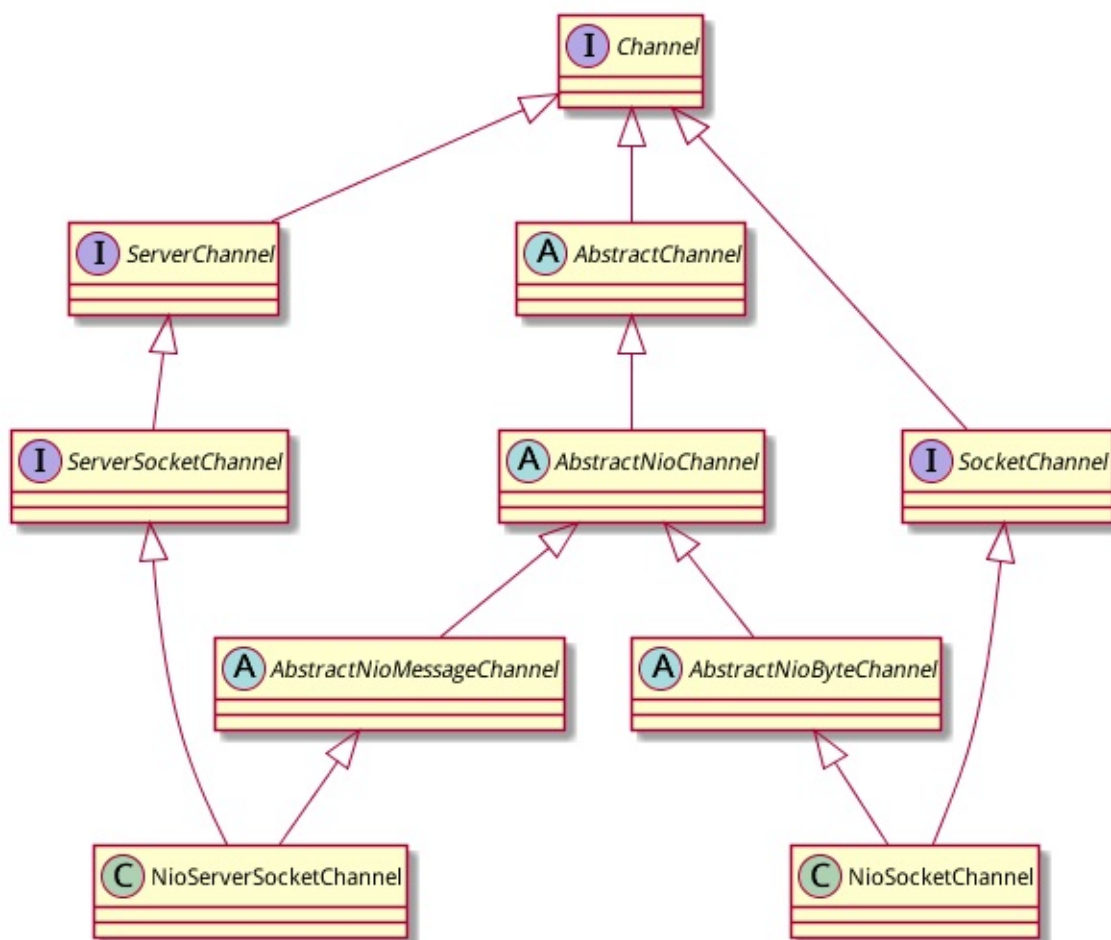 I Channel
I ServerChannel
A AbstractChannel
I ServerSocketChannel
A AbstractNioChannel
I SocketChannel
A AbstractNioMessageChannel
A AbstractNioByteChannel
C NioServerSocketChannel
C NioSocketChannel